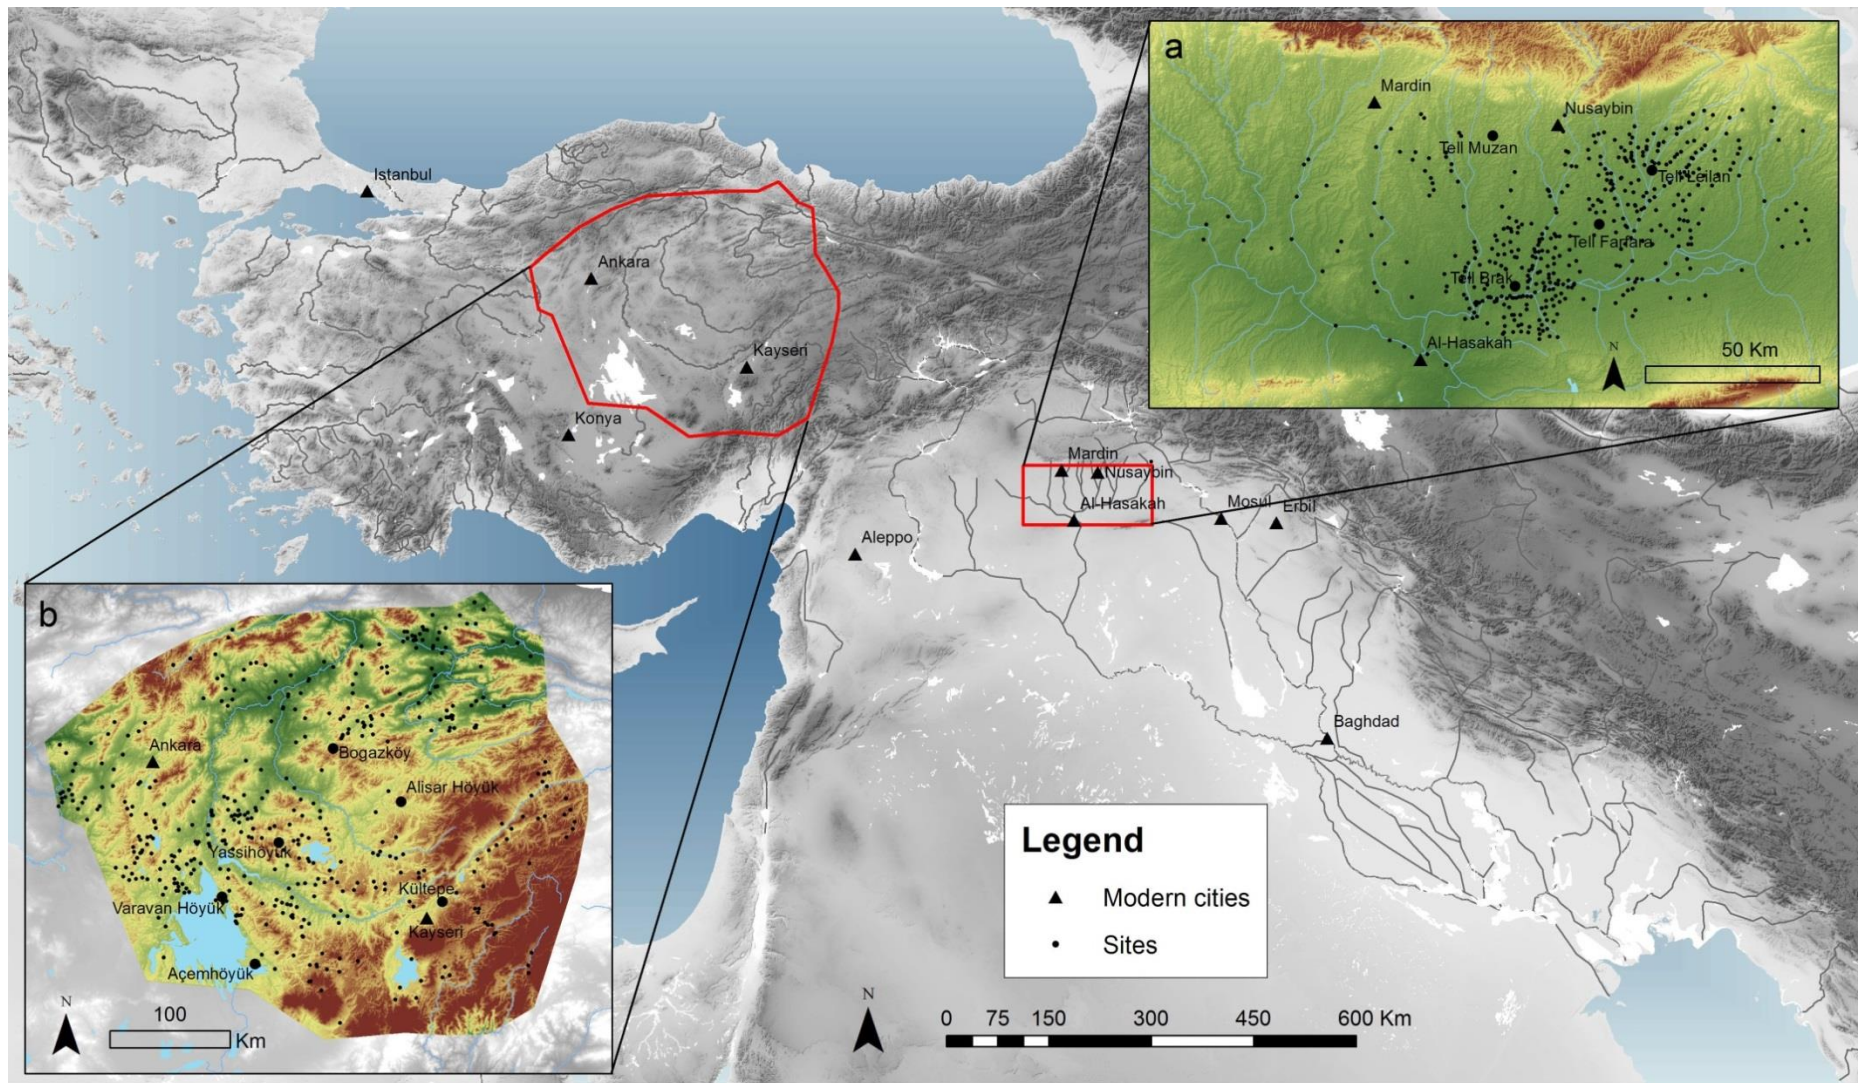 Istanbul
Ankara
Kayseri
Konya
Aleppo
Mardin
Nusaybin
Al-Hasakah
Mosul
Erbil
Baghdad
a
Mardin
Nusaybin
Tell Muzan
Tell Leilan
Tell Farfara
Tell Brak
Al-Hasakah
N
50 Km
b
Ankara
Bogazköy
Alisar Höyük
Yassihöyük
Kültepe
Varavan Höyük
Kayseri
Açemhöyük
N
100
Km
Legend
Modern cities
Sites
N
0 75 150 300 450 600 Km